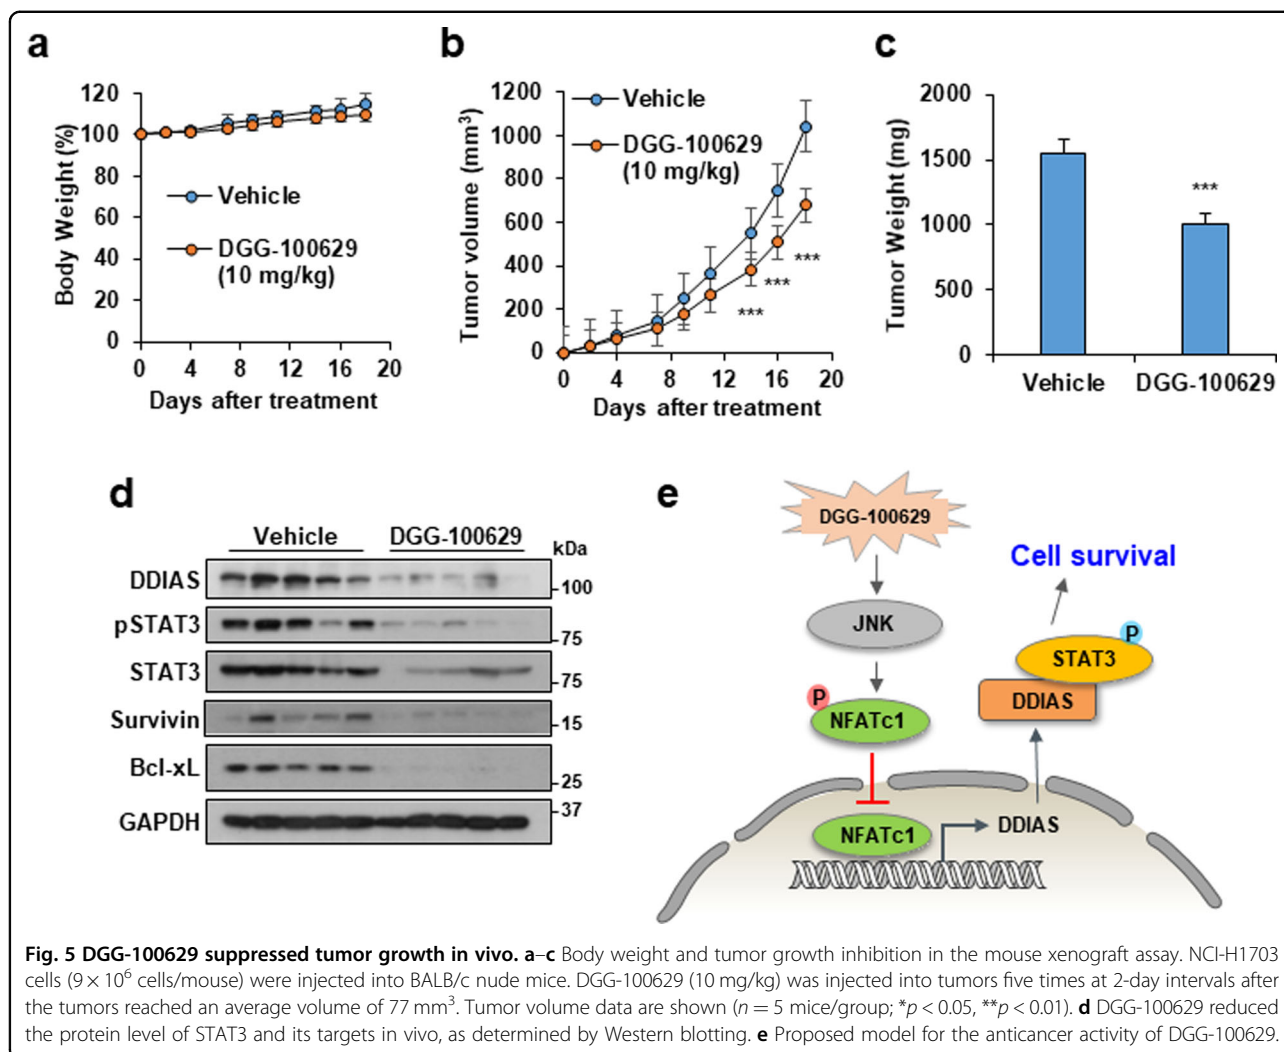 a
120
100
80
60
40
20
0
Body Weight (%)
Vehicle
DGG-100629
(10 mg/kg)
0 4 8 12 16 20
Days after treatment
b
1200
1000
800
600
400
200
0
Tumor volume (mm³)
Vehicle
DGG-100629
(10 mg/kg)
***
***
***
0 4 8 12 16 20
Days after treatment
c
2000
1500
1000
500
0
Tumor Weight (mg)
***
Vehicle DGG-100629
d
Vehicle DGG-100629
kDa
DDIAS 100
pSTAT3 75
STAT3 75
Survivin 15
Bcl-xL 25
GAPDH 37
e
DGG-100629
Cell survival
JNK
P
STAT3
P
DDIAS
NFATc1
NFATc1
DDIAS
Fig. 5 DGG-100629 suppressed tumor growth in vivo. a–c Body weight and tumor growth inhibition in the mouse xenograft assay. NCI-H1703
cells (9 × 10⁶ cells/mouse) were injected into BALB/c nude mice. DGG-100629 (10 mg/kg) was injected into tumors five times at 2-day intervals after
the tumors reached an average volume of 77 mm³. Tumor volume data are shown (n = 5 mice/group; *p < 0.05, **p < 0.01). d DGG-100629 reduced
the protein level of STAT3 and its targets in vivo, as determined by Western blotting. e Proposed model for the anticancer activity of DGG-100629.